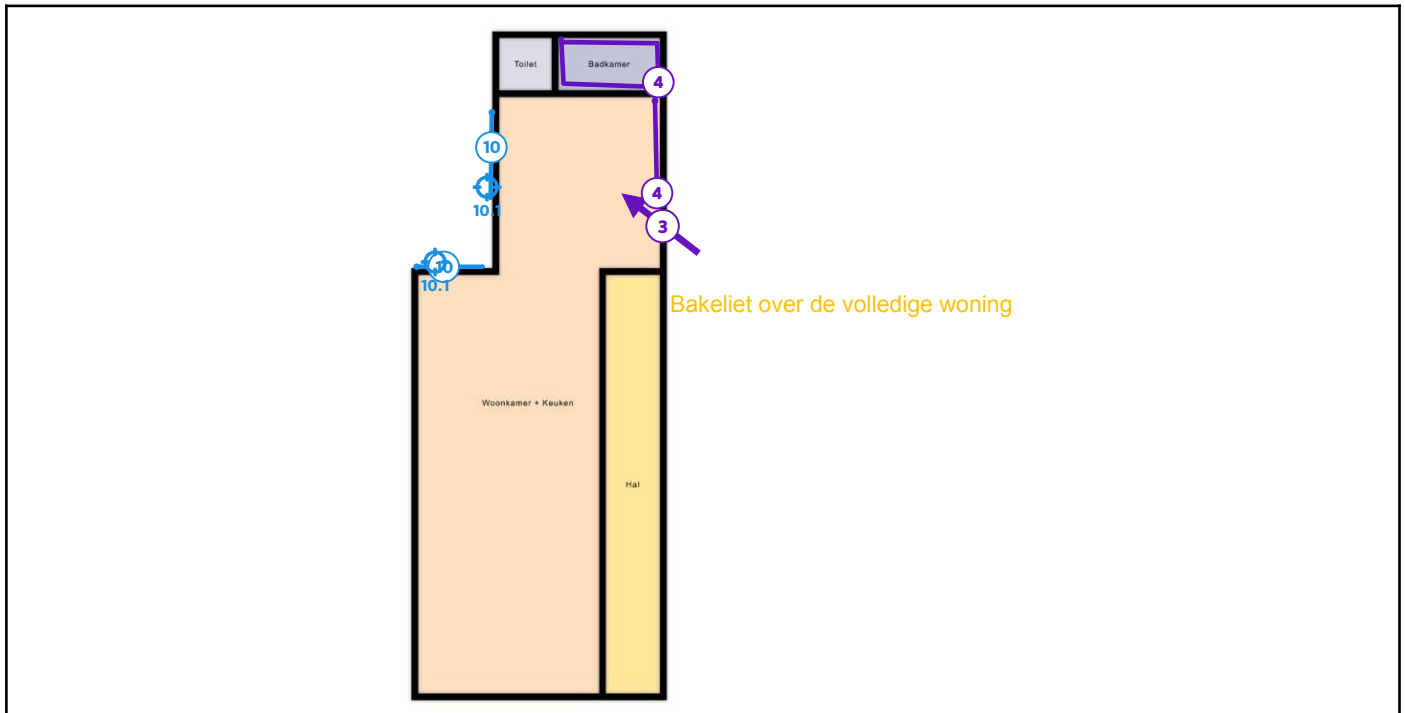 Toilet
Badkamer
4
10
10.1
4
3
10
10.1
Bakeliet over de volledige woning
Woonkamer + Keuken
Hal